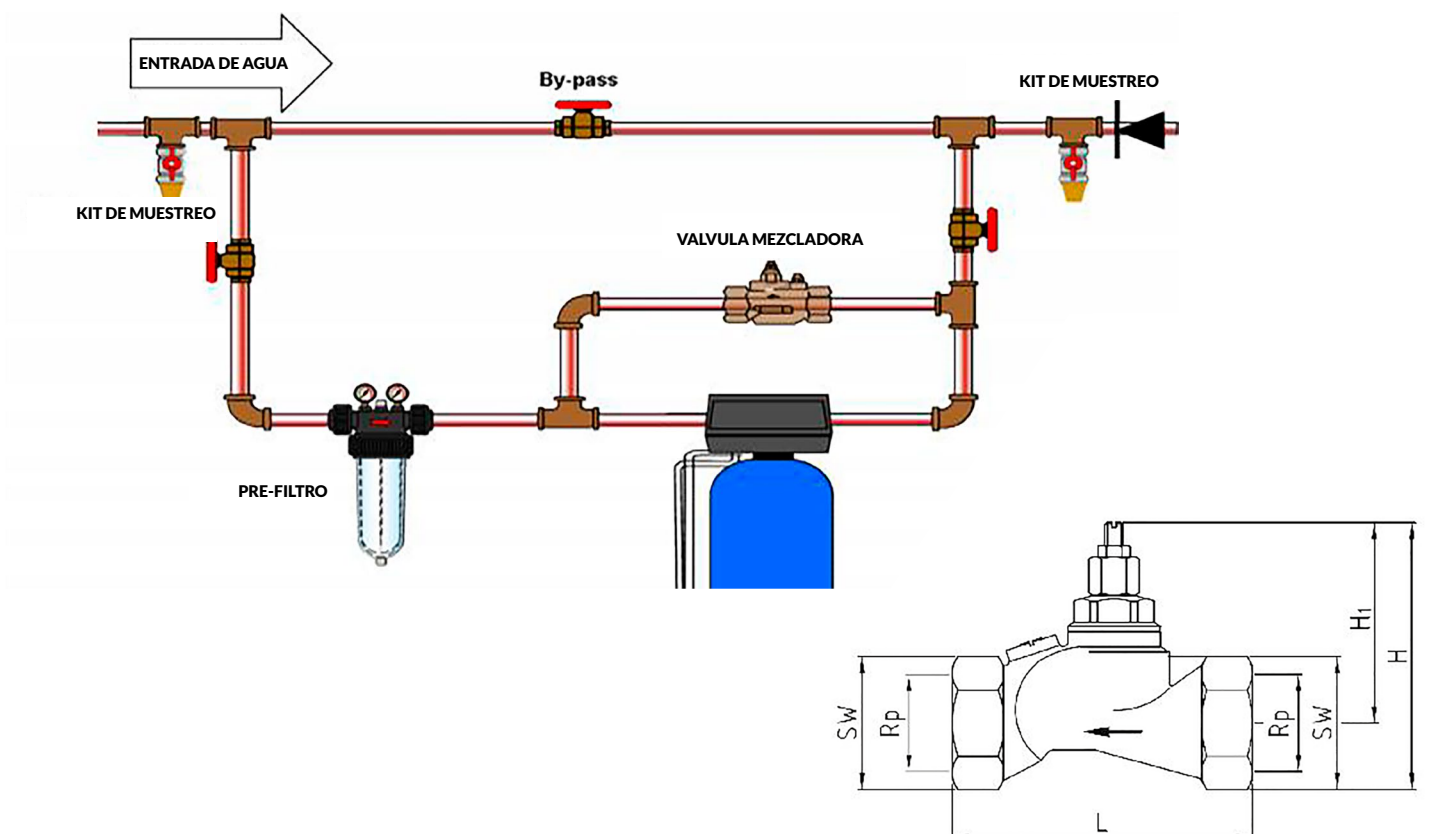 ENTRADA DE AGUA
By-pass
KIT DE MUESTREO
KIT DE MUESTREO
VALVULA MEZCLADORA
PRE-FILTRO
H1
H
SW
Rp
Rp
SW
L